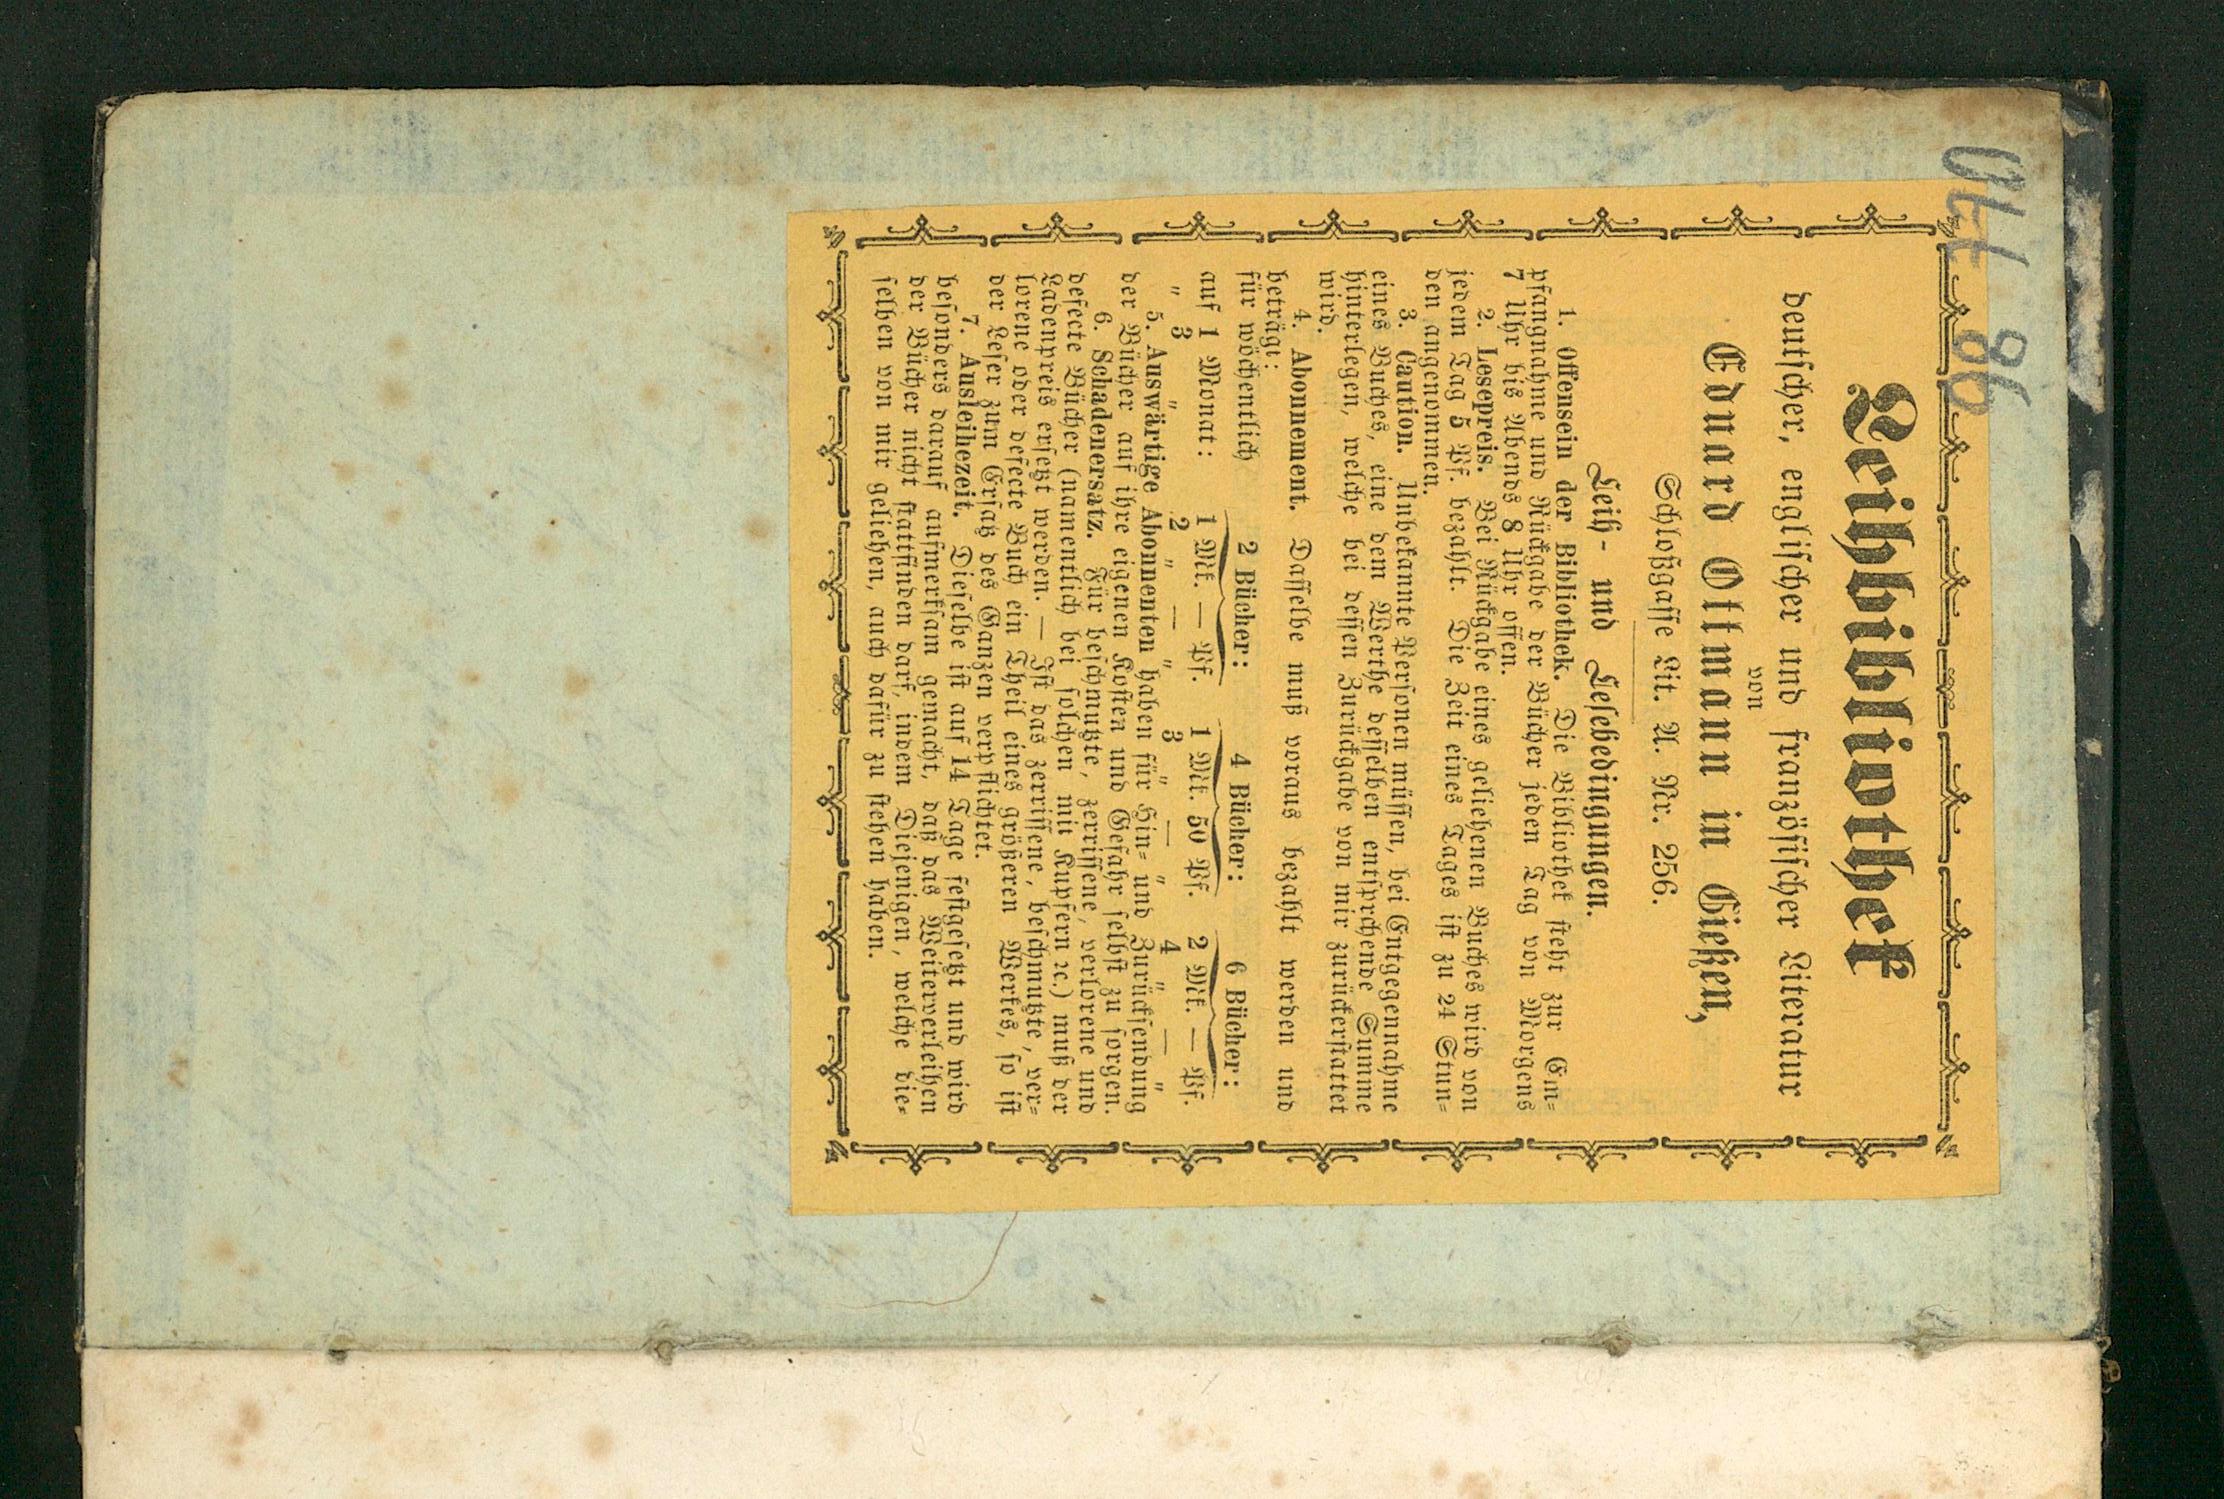 Leihbibliothek
deutscher, englischer und französischer Literatur
von
Eduard Ottmann in Gießen,
Schloßgasse Lit. A. Nr. 256.
Leih- und Lesebedingungen.
1. Offensein der Bibliothek. Die Bibliothek steht zur Em-
pfangnahme und Rückgabe der Bücher jeden Tag von Morgens
7 Uhr bis Abends 8 Uhr offen.
2. Lesepreis. Bei Rückgabe eines geliehenen Buches wird von
jedem Tag 5 Pf. bezahlt. Die Zeit eines Tages ist zu 24 Stun-
den angenommen.
3. Caution. Unbekannte Personen müssen, bei Entgegennahme
eines Buches, eine dem Werthe desselben entsprchende Summe
hinterlegen, welche bei dessen Zurückgabe von mir zurückerstattet
wird.
4. Abonnement. Dasselbe muß voraus bezahlt werden und
beträgt:
für wöchentlich 2 Bücher: 4 Bücher: 6 Bücher:
auf 1 Monat: 1 Mk. — Pf. 1 Mk. 50 Pf. 2 Mk. — Pf.
" 3 " 2 " — " 3 " — " 4 " — "
5. Auswärtige Abonnenten haben für Hin- und Zurücksendung
der Bücher auf ihre eigenen Kosten und Gefahr selbst zu sorgen.
6. Schadenersatz. Für beschmutzte, zerrissene, verlorene und
defecte Bücher (namentlich bei solchen mit Kupfern ꝛc.) muß der
Ladenpreis ersetzt werden. — Ist das zerrissene, beschmutzte, ver-
lorene oder defecte Buch ein Theil eines größeren Werkes, so ist
der Leser zum Ersatz des Ganzen verpflichtet.
7. Ausleihezeit. Dieselbe ist auf 14 Tage festgesetzt und wird
besonders darauf aufmerksam gemacht, daß das Weiterverleihen
der Bücher nicht stattfinden darf, indem Diejenigen, welche die-
selben von mir geliehen, auch dafür zu stehen haben.